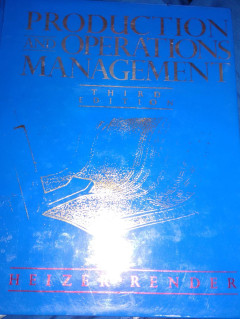 PRODUCTION
AND OPERATIONS
MANAGEMENT
THIRD
EDITION
HEIZER RENDER